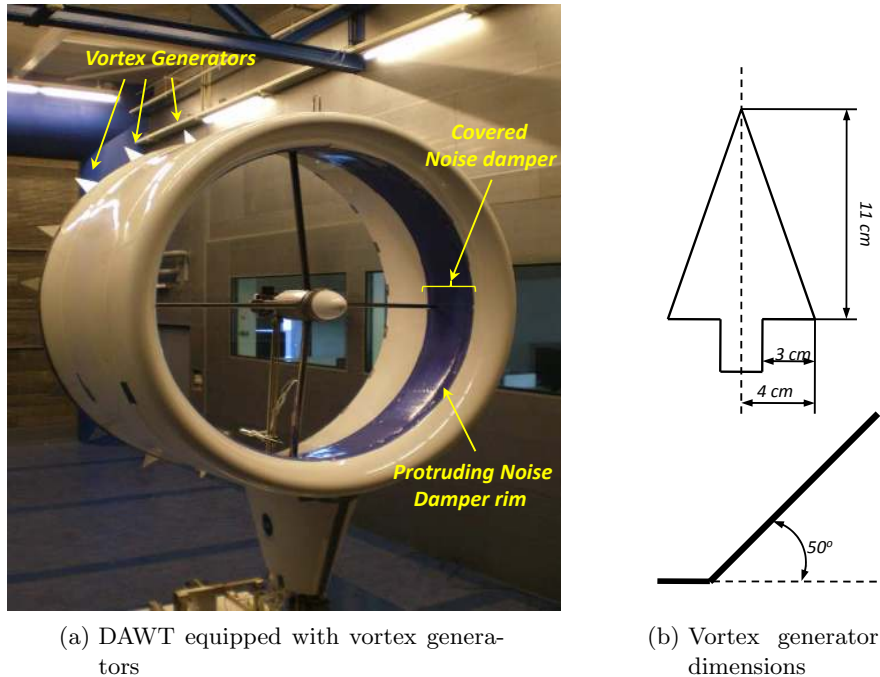 Vortex Generators
Covered
Noise damper
Protruding Noise
Damper rim
11 cm
3 cm
4 cm
50º
(a) DAWT equipped with vortex genera-
tors
(b) Vortex generator
dimensions